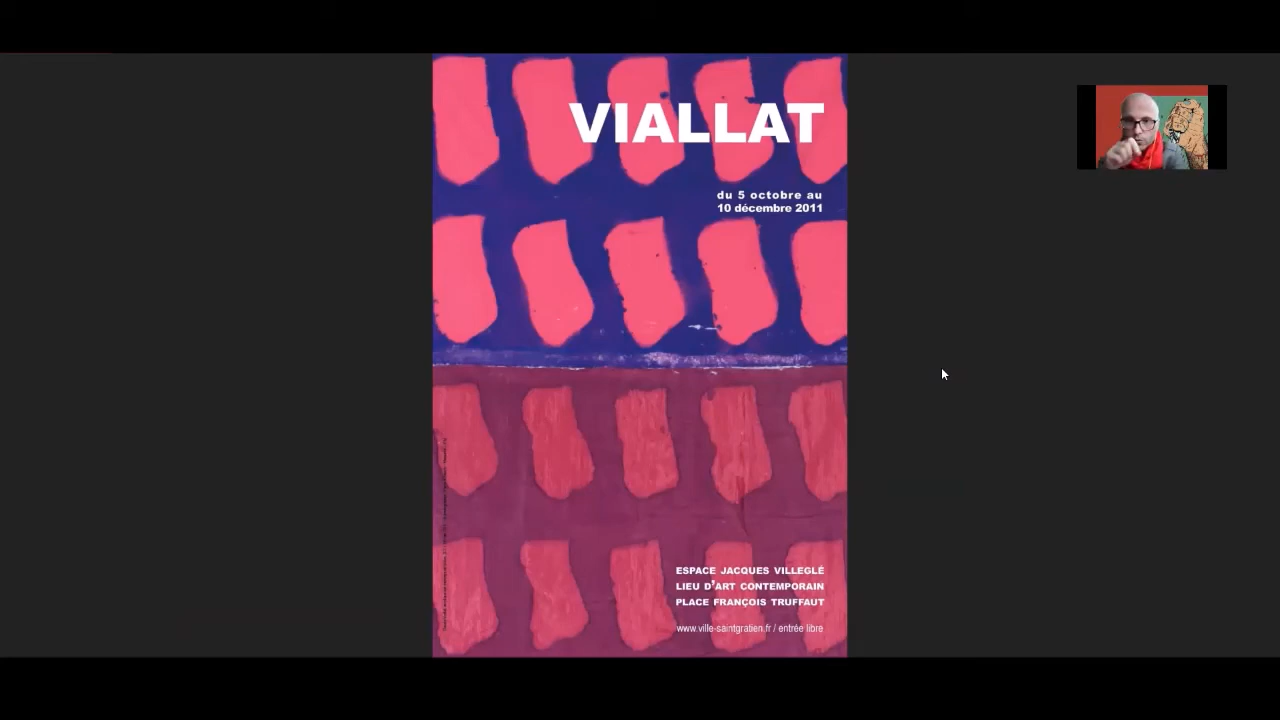 VIALLAT
du 5 octobre au
10 décembre 2011
ESPACE JACQUES VILLEGLÉ
LIEU D'ART CONTEMPORAIN
PLACE FRANÇOIS TRUFFAUT
www.ville-saintgratien.fr / entrée libre